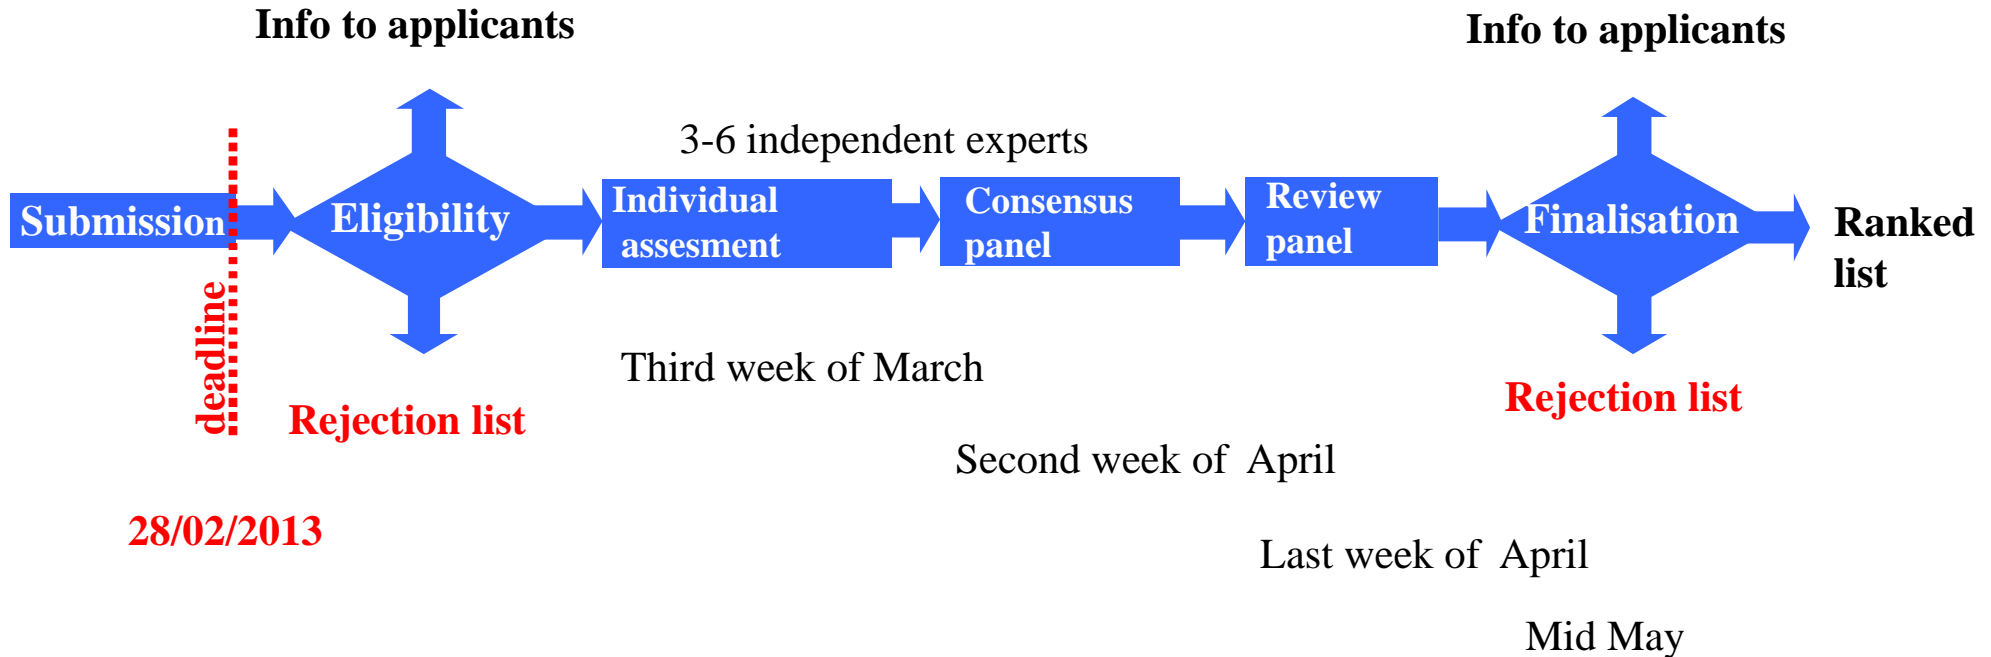 Info to applicants
Info to applicants
3-6 independent experts
Submission
Eligibility
Individual
assesment
Consensus
panel
Review
panel
Finalisation
Ranked
list
deadline
Third week of March
Rejection list
Rejection list
Second week of April
28/02/2013
Last week of April
Mid May